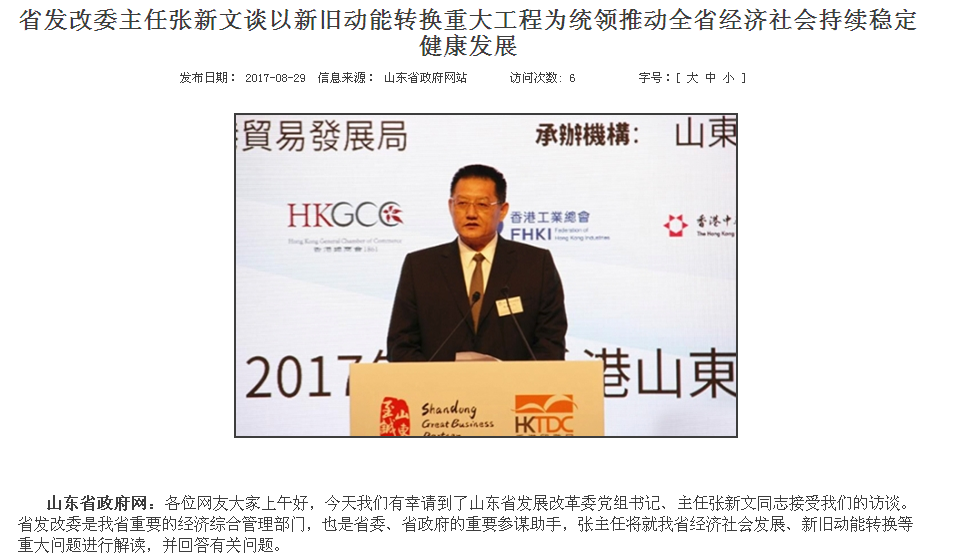 省发改委主任张新文谈以新旧动能转换重大工程为统领推动全省经济社会持续稳定
健康发展
发布日期： 2017-08-29 信息来源： 山东省政府网站 访问次数: 6 字号：[ 大 中 小 ]
貿易發展局 承辦機構： 山東
HKGCC
Hong Kong General Chamber of Commerce
香港總商會 1861
香港工業總會
FHKI Federation of
Hong Kong Industries
香港中
The Hong Kong
2017 港山東
山東
至誠
Shandong
Great Business
Partner
HKTDC
山东省政府网：各位网友大家上午好，今天我们有幸请到了山东省发展改革委党组书记、主任张新文同志接受我们的访谈。
省发改委是我省重要的经济综合管理部门，也是省委、省政府的重要参谋助手，张主任将就我省经济社会发展、新旧动能转换等
重大问题进行解读，并回答有关问题。